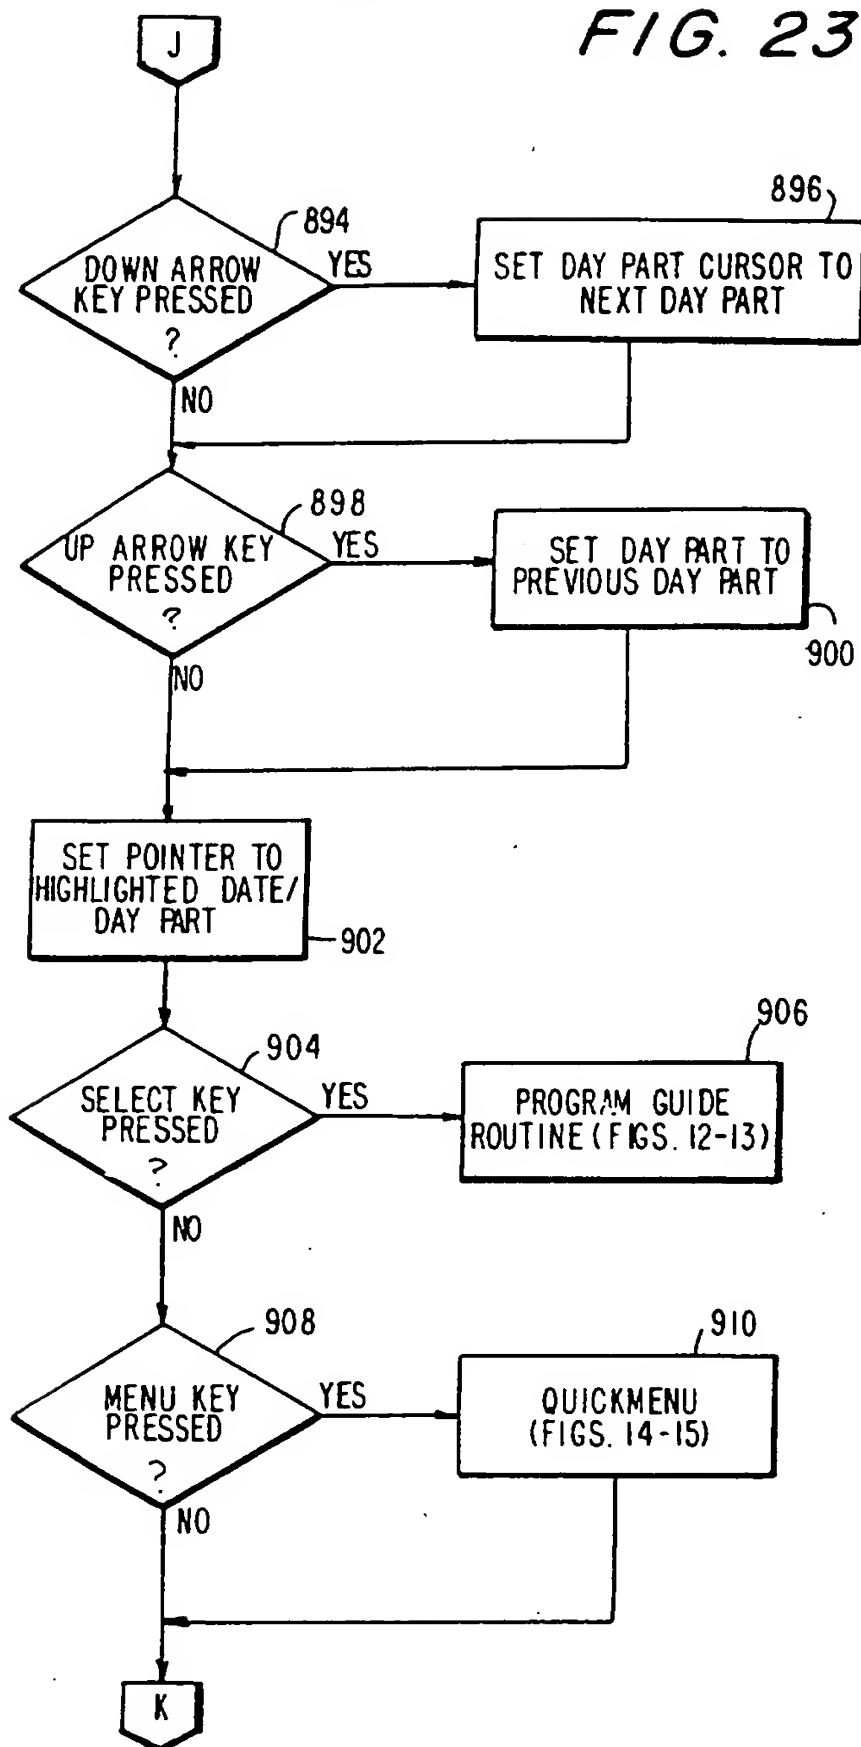 FIG. 23
J
894
DOWN ARROW
KEY PRESSED
?
YES
NO
896
SET DAY PART CURSOR TO
NEXT DAY PART
898
UP ARROW KEY
PRESSED
?
YES
NO
SET DAY PART TO
PREVIOUS DAY PART
900
SET POINTER TO
HIGHLIGHTED DATE/
DAY PART
902
904
SELECT KEY
PRESSED
?
YES
NO
906
PROGRAM GUIDE
ROUTINE (FIGS. 12-13)
908
MENU KEY
PRESSED
?
YES
NO
910
QUICKMENU
(FIGS. 14-15)
K